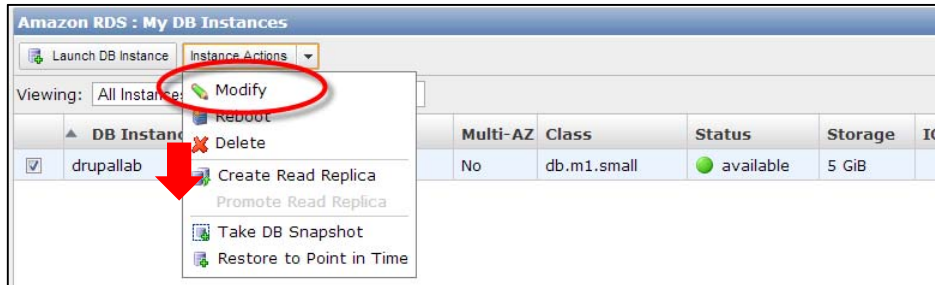 Amazon RDS : My DB Instances
Launch DB Instance Instance Actions
Viewing: All Instances
Modify
Reboot
DB Instanc Multi-AZ Class Status Storage
Delete
drupallab No db.m1.small available 5 GiB
Create Read Replica
Promote Read Replica
Take DB Snapshot
Restore to Point in Time